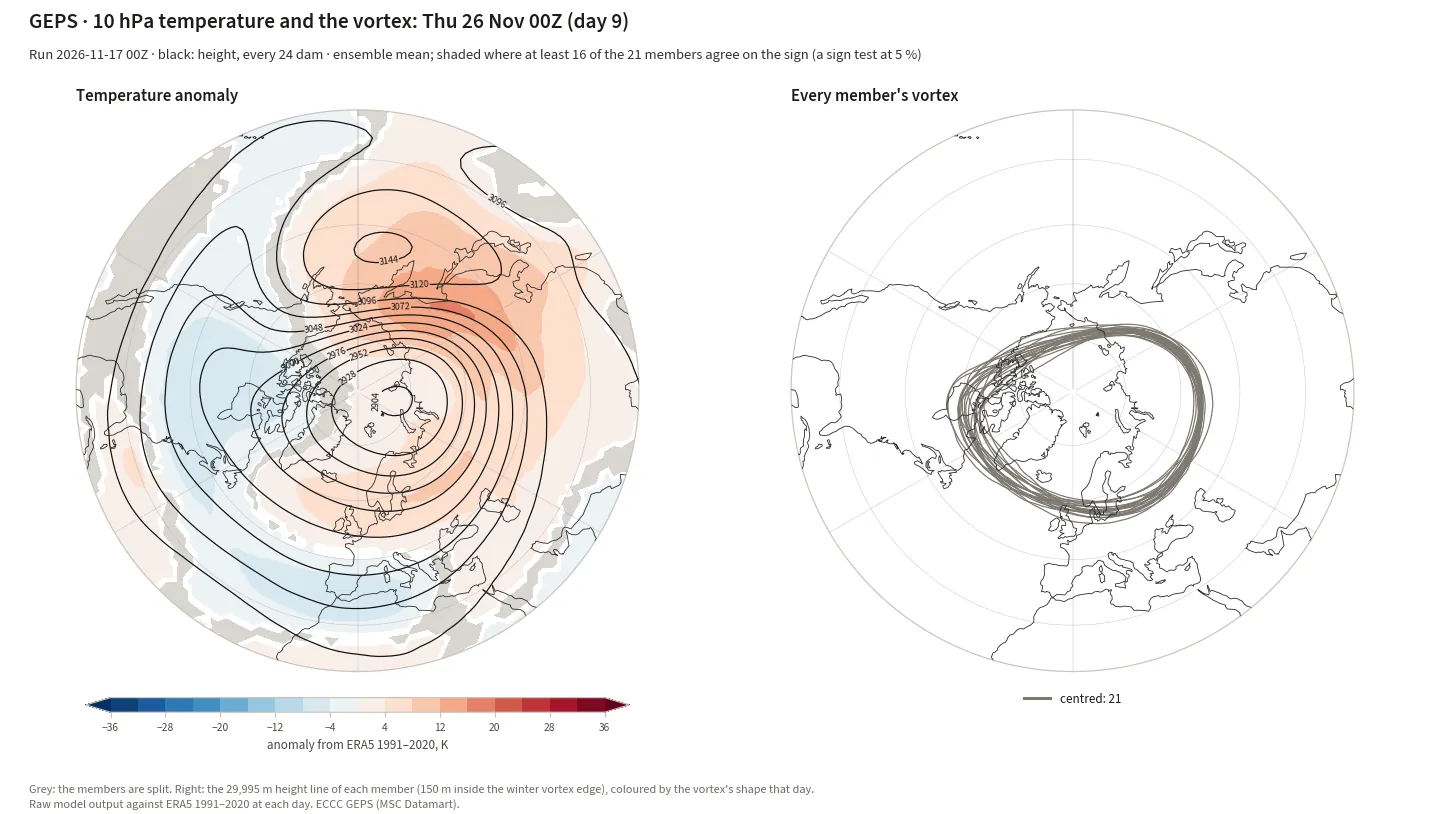 GEPS · 10 hPa temperature and the vortex: Thu 26 Nov 00Z (day 9)
Run 2026-11-17 00Z · black: height, every 24 dam · ensemble mean; shaded where at least 16 of the 21 members agree on the sign (a sign test at 5 %)
Temperature anomaly
Every member's vortex
3096
3144
3120
3096
3072
3048
3024
2976
2952
2928
2904
centred: 21
−36 −28 −20 −12 −4 4 12 20 28 36
anomaly from ERA5 1991–2020, K
Grey: the members are split. Right: the 29,995 m height line of each member (150 m inside the winter vortex edge), coloured by the vortex's shape that day.
Raw model output against ERA5 1991–2020 at each day. ECCC GEPS (MSC Datamart).